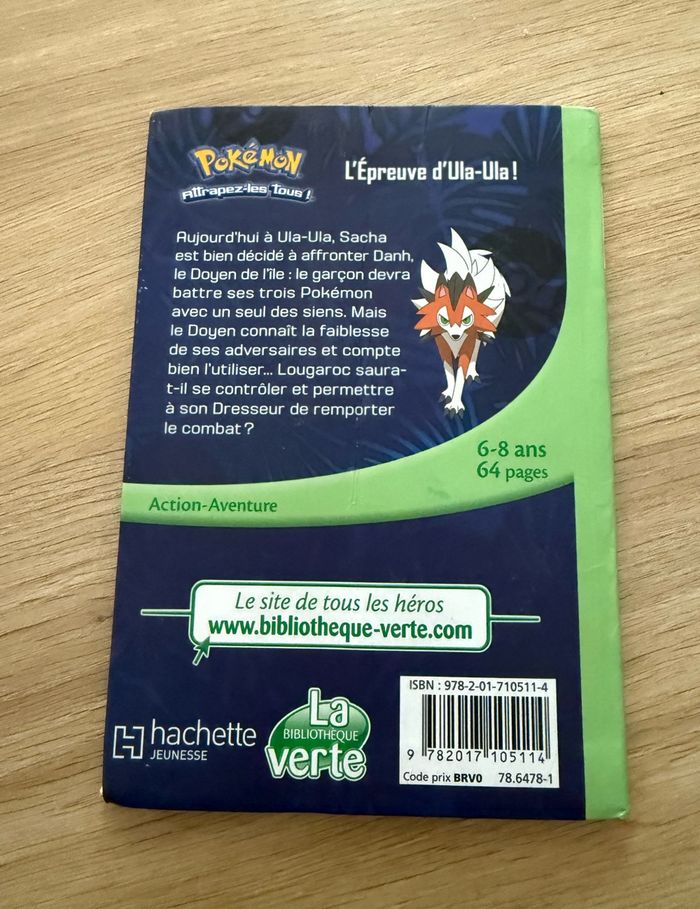 POKÉMON
Attrapez-les tous !
L'Épreuve d'Ula-Ula !
Aujourd'hui à Ula-Ula, Sacha
est bien décidé à affronter Danh,
le Doyen de l'île : le garçon devra
battre ses trois Pokémon
avec un seul des siens. Mais
le Doyen connaît la faiblesse
de ses adversaires et compte
bien l'utiliser... Lougaroc saura-
t-il se contrôler et permettre
à son Dresseur de remporter
le combat ?
6-8 ans
64 pages
Action-Aventure
Le site de tous les héros
www.bibliotheque-verte.com
hachette
JEUNESSE
La
BIBLIOTHÈQUE
verte
ISBN : 978-2-01-710511-4
9 782017 105114
Code prix BRV0 78.6478-1